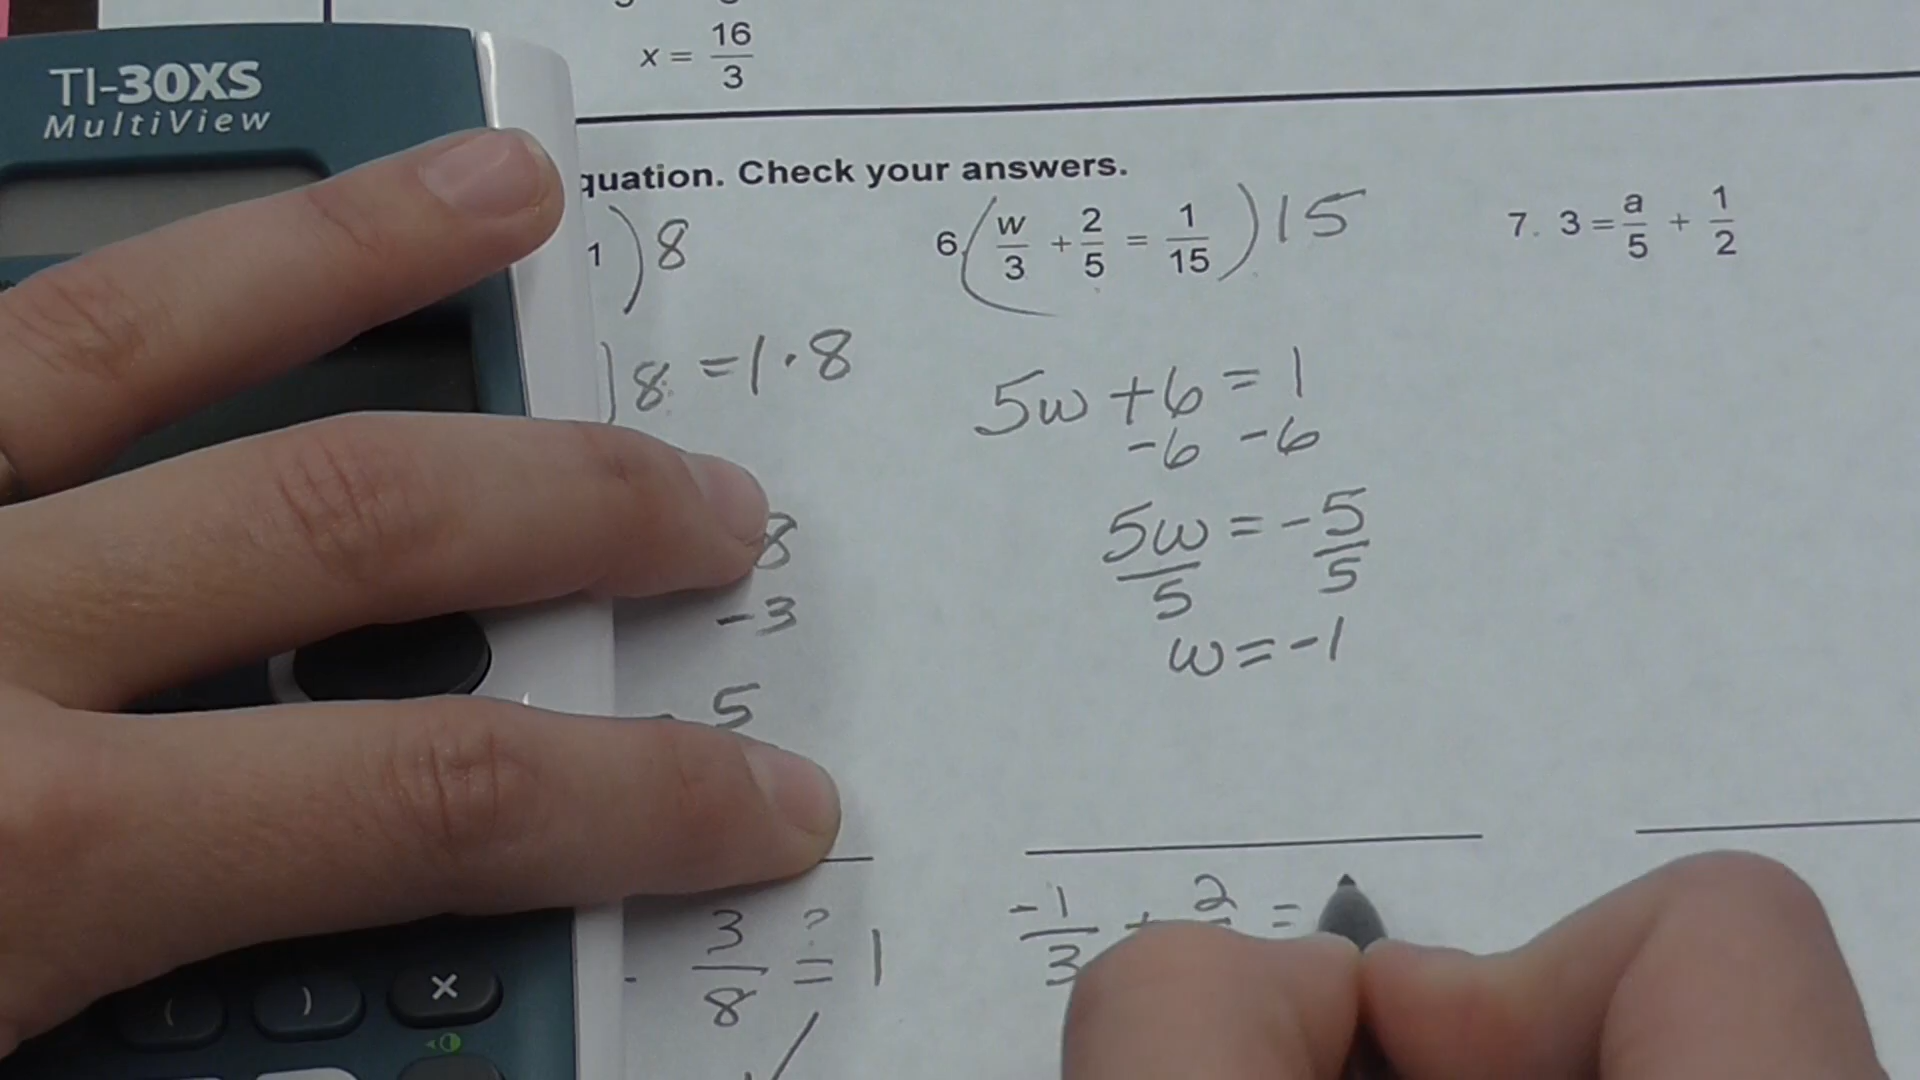 TI-30XS
MultiView
x = 16/3
quation. Check your answers.
1 ) 8
) 8 = 1 · 8
8
-3
5
3/8 ≟ 1
✓
6. ( w/3 + 2/5 = 1/15 ) 15
5w + 6 = 1
-6 -6
5w/5 = -5/5
w = -1
-1/3 + 2 =
7. 3 = a/5 + 1/2
( ) ×